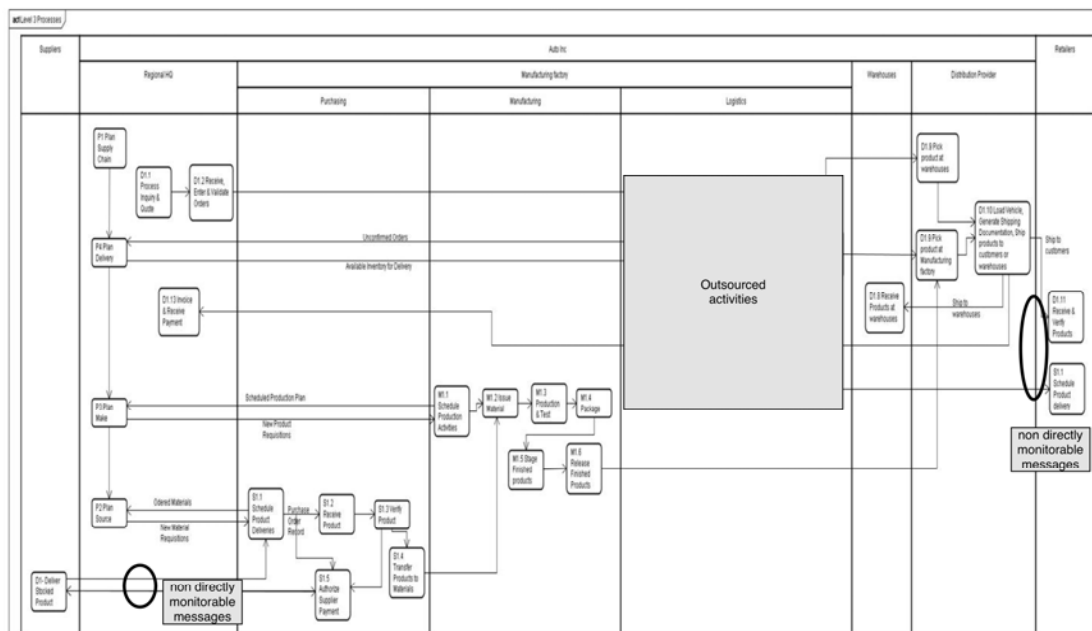 act Level 3 Processes
Suppliers
Auto Inc
Retailers
Regional HQ
Manufacturing factory
Warehouses
Distribution Provider
Purchasing
Manufacturing
Logistics
P1 Plan
Supply
Chain
D1.1
Process
Inquiry &
Quote
D1.2 Receive,
Enter & Validate
Orders
D1.9 Pick
product at
warehouses
D1.10 Load Vehicle,
Generate Shipping
Documentation, Ship
products to
customers or
warehouses
Unconfirmed Orders
P4 Plan
Delivery
Available Inventory for Delivery
D1.9 Pick
product at
Manufacturing
factory
Ship to
customers
Outsourced
activities
D1.13 Invoice
& Receive
Payment
D1.8 Receive
Products at
warehouses
Ship to
warehouses
D1.11
Receive &
Verify
Products
S1.1
Schedule
Product
delivery
Scheduled Production Plan
P3 Plan
Make
New Product
Requisitions
M1.1
Schedule
Production
Activities
M1.2 Issue
Material
M1.3
Production
& Test
M1.4
Package
non directly
monitorable
messages
M1.5 Stage
Finished
products
M1.6
Release
Finished
Products
Odered Materials
P2 Plan
Source
New Material
Requisitions
S1.1
Schedule
Product
Deliveries
Purchase
Order
Record
S1.2
Receive
Product
S1.3 Verify
Product
S1.4
Transfer
Products to
Materials
D1- Deliver
Stocked
Product
non directly
monitorable
messages
S1.5
Authorize
Supplier
Payment